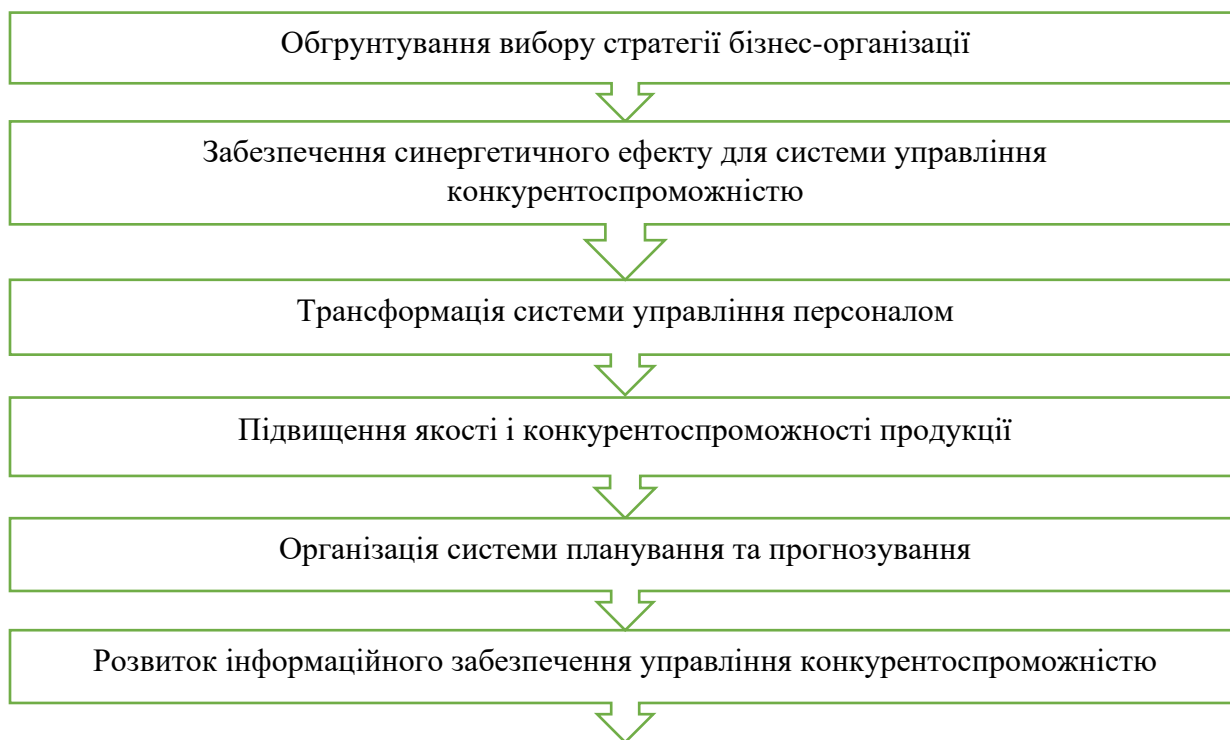 Обгрунтування вибору стратегії бізнес-організації
Забезпечення синергетичного ефекту для системи управління
конкурентоспроможністю
Трансформація системи управління персоналом
Підвищення якості і конкурентоспроможності продукції
Організація системи планування та прогнозування
Розвиток інформаційного забезпечення управління конкурентоспроможністю